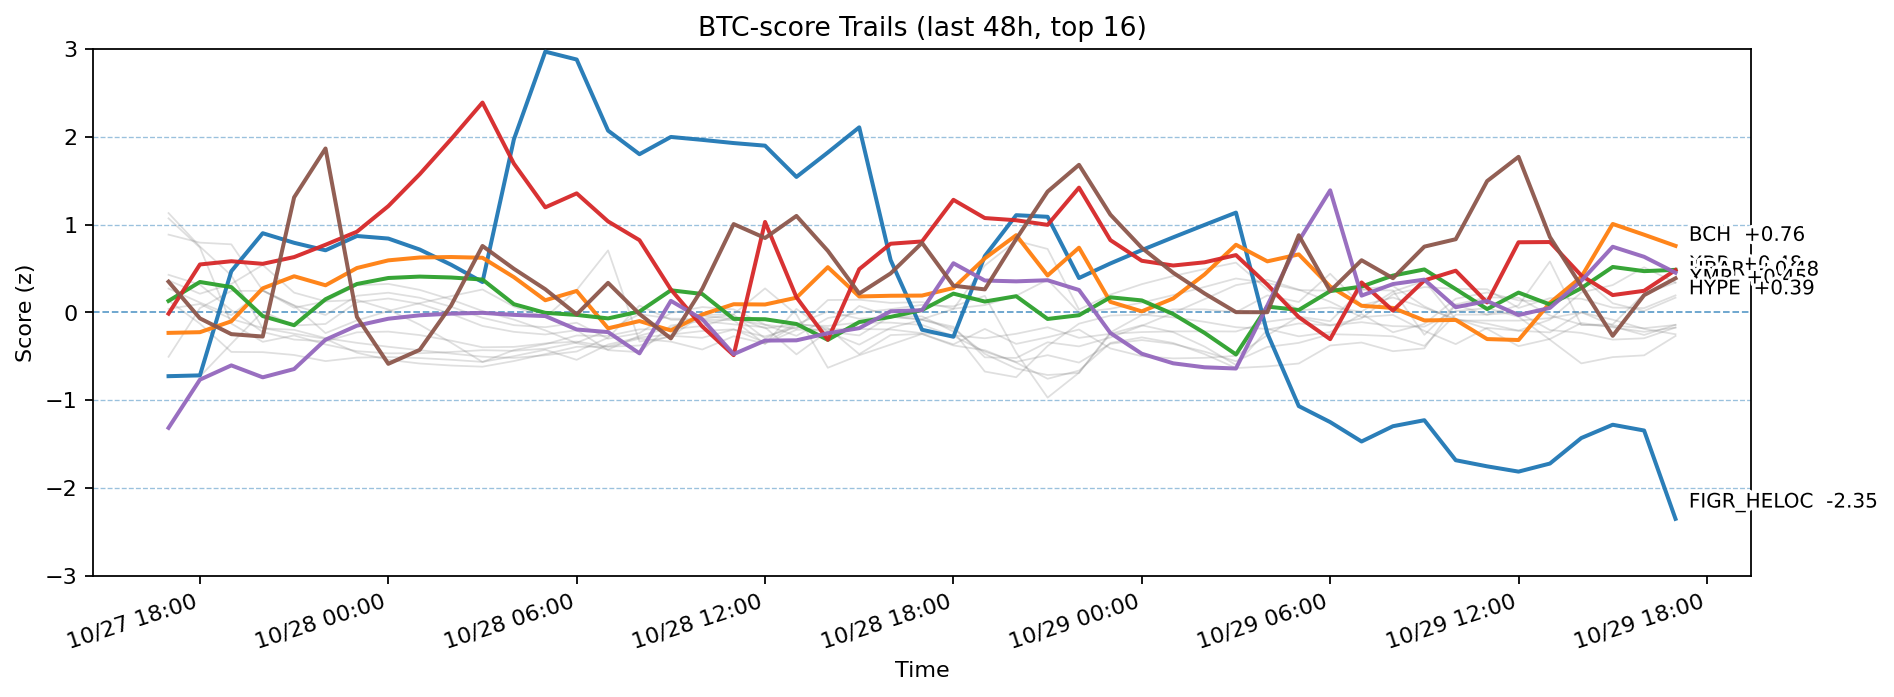 BTC-score Trails (last 48h, top 16)
Score (z)
3
2
1
0
−1
−2
−3
BCH +0.76
HYPE +0.39
FIGR_HELOC -2.35
10/27 18:00
10/28 00:00
10/28 06:00
10/28 12:00
10/28 18:00
10/29 00:00
10/29 06:00
10/29 12:00
10/29 18:00
Time